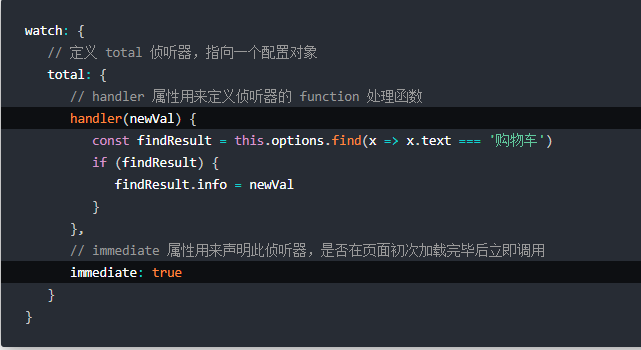 watch: {
// 定义 total 侦听器，指向一个配置对象
total: {
// handler 属性用来定义侦听器的 function 处理函数
handler(newVal) {
const findResult = this.options.find(x => x.text === '购物车')
if (findResult) {
findResult.info = newVal
}
},
// immediate 属性用来声明此侦听器，是否在页面初次加载完毕后立即调用
immediate: true
}
}